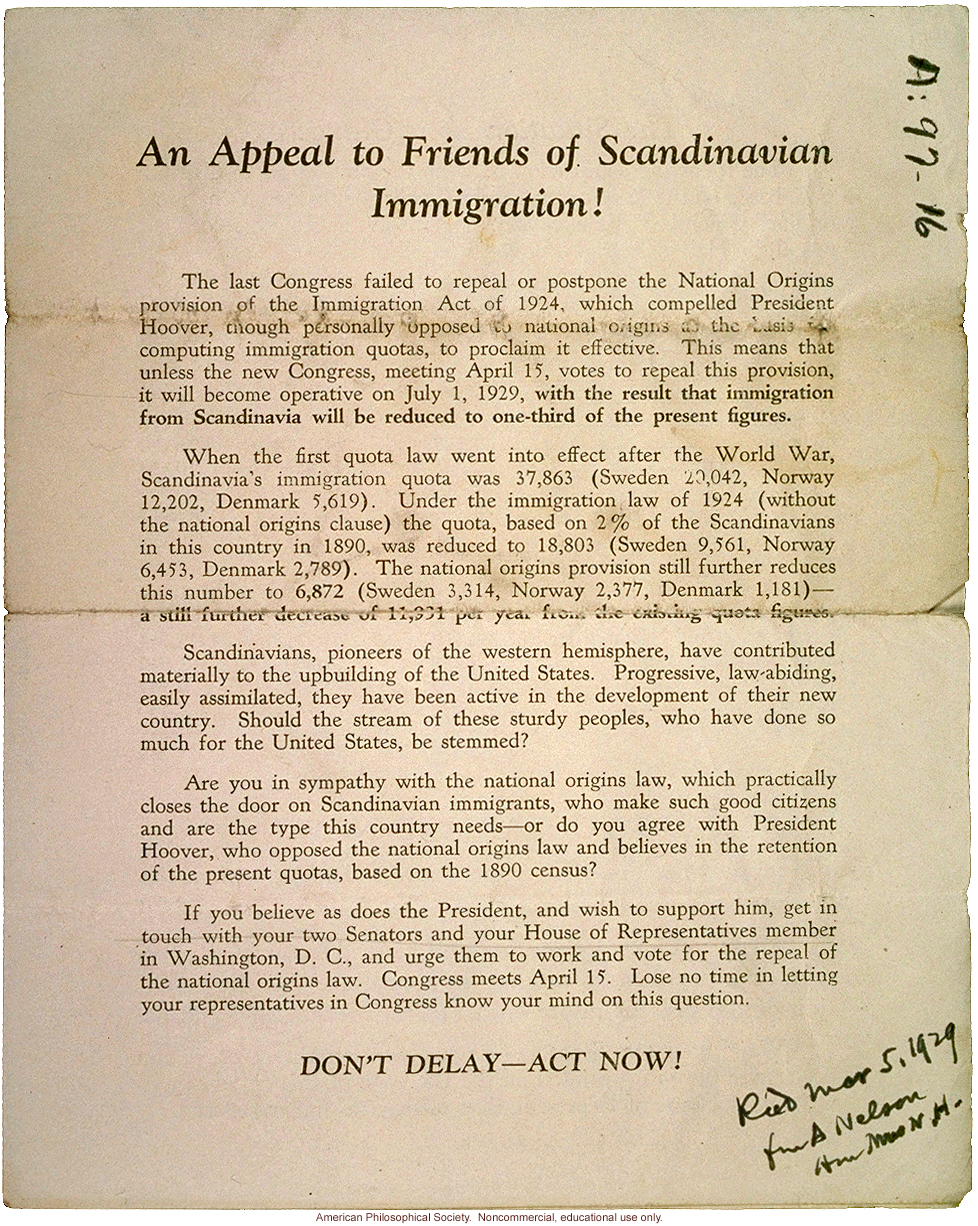 A:97-16
An Appeal to Friends of Scandinavian
Immigration!
The last Congress failed to repeal or postpone the National Origins
provision of the Immigration Act of 1924, which compelled President
Hoover, though personally opposed to national origins as the basis
computing immigration quotas, to proclaim it effective. This means that
unless the new Congress, meeting April 15, votes to repeal this provision,
it will become operative on July 1, 1929, with the result that immigration
from Scandinavia will be reduced to one-third of the present figures.
When the first quota law went into effect after the World War,
Scandinavia's immigration quota was 37,863 (Sweden 20,042, Norway
12,202, Denmark 5,619). Under the immigration law of 1924 (without
the national origins clause) the quota, based on 2% of the Scandinavians
in this country in 1890, was reduced to 18,803 (Sweden 9,561, Norway
6,453, Denmark 2,789). The national origins provision still further reduces
this number to 6,872 (Sweden 3,314, Norway 2,377, Denmark 1,181)—
a still further decrease of 11,931 per year from the existing quota figures.
Scandinavians, pioneers of the western hemisphere, have contributed
materially to the upbuilding of the United States. Progressive, law-abiding,
easily assimilated, they have been active in the development of their new
country. Should the stream of these sturdy peoples, who have done so
much for the United States, be stemmed?
Are you in sympathy with the national origins law, which practically
closes the door on Scandinavian immigrants, who make such good citizens
and are the type this country needs—or do you agree with President
Hoover, who opposed the national origins law and believes in the retention
of the present quotas, based on the 1890 census?
If you believe as does the President, and wish to support him, get in
touch with your two Senators and your House of Representatives member
in Washington, D. C., and urge them to work and vote for the repeal of
the national origins law. Congress meets April 15. Lose no time in letting
your representatives in Congress know your mind on this question.
DON'T DELAY—ACT NOW!
Mar 5, 1929
A Nelson
American Philosophical Society. Noncommercial, educational use only.